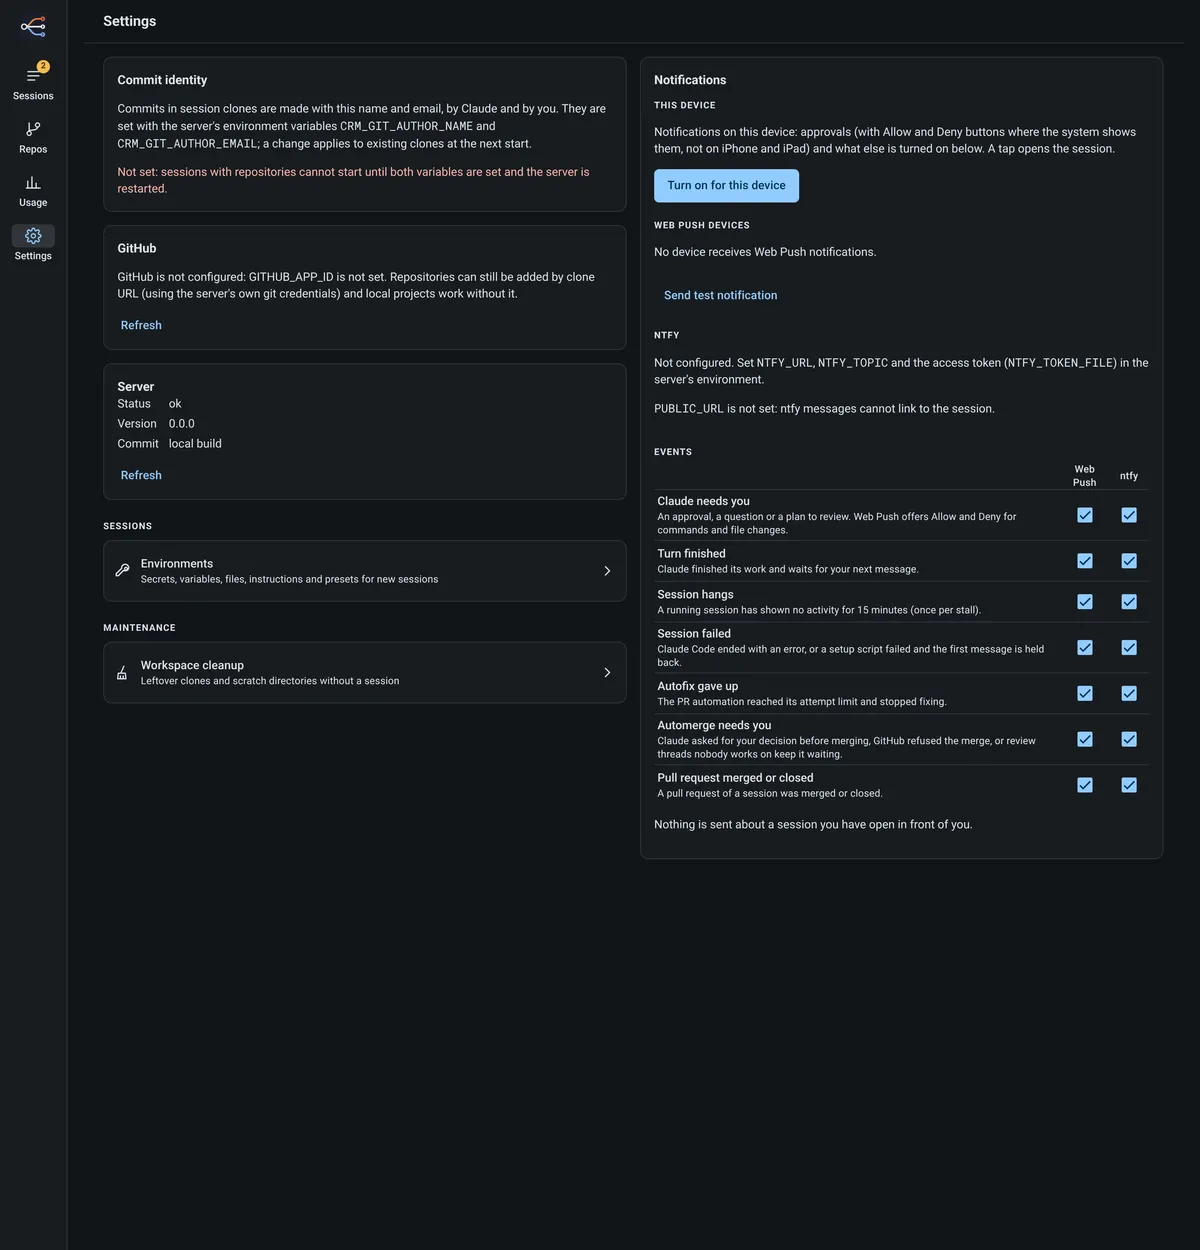 Settings
2
Sessions
Repos
Usage
Settings
Commit identity
Commits in session clones are made with this name and email, by Claude and by you. They are
set with the server's environment variables CRM_GIT_AUTHOR_NAME and
CRM_GIT_AUTHOR_EMAIL; a change applies to existing clones at the next start.
Not set: sessions with repositories cannot start until both variables are set and the server is
restarted.
GitHub
GitHub is not configured: GITHUB_APP_ID is not set. Repositories can still be added by clone
URL (using the server's own git credentials) and local projects work without it.
Refresh
Server
Status ok
Version 0.0.0
Commit local build
Refresh
SESSIONS
Environments
Secrets, variables, files, instructions and presets for new sessions
MAINTENANCE
Workspace cleanup
Leftover clones and scratch directories without a session
Notifications
THIS DEVICE
Notifications on this device: approvals (with Allow and Deny buttons where the system shows
them, not on iPhone and iPad) and what else is turned on below. A tap opens the session.
Turn on for this device
WEB PUSH DEVICES
No device receives Web Push notifications.
Send test notification
NTFY
Not configured. Set NTFY_URL, NTFY_TOPIC and the access token (NTFY_TOKEN_FILE) in the
server's environment.
PUBLIC_URL is not set: ntfy messages cannot link to the session.
EVENTS
Web
Push
ntfy
Claude needs you
An approval, a question or a plan to review. Web Push offers Allow and Deny for
commands and file changes.
Turn finished
Claude finished its work and waits for your next message.
Session hangs
A running session has shown no activity for 15 minutes (once per stall).
Session failed
Claude Code ended with an error, or a setup script failed and the first message is held
back.
Autofix gave up
The PR automation reached its attempt limit and stopped fixing.
Automerge needs you
Claude asked for your decision before merging, GitHub refused the merge, or review
threads nobody works on keep it waiting.
Pull request merged or closed
A pull request of a session was merged or closed.
Nothing is sent about a session you have open in front of you.